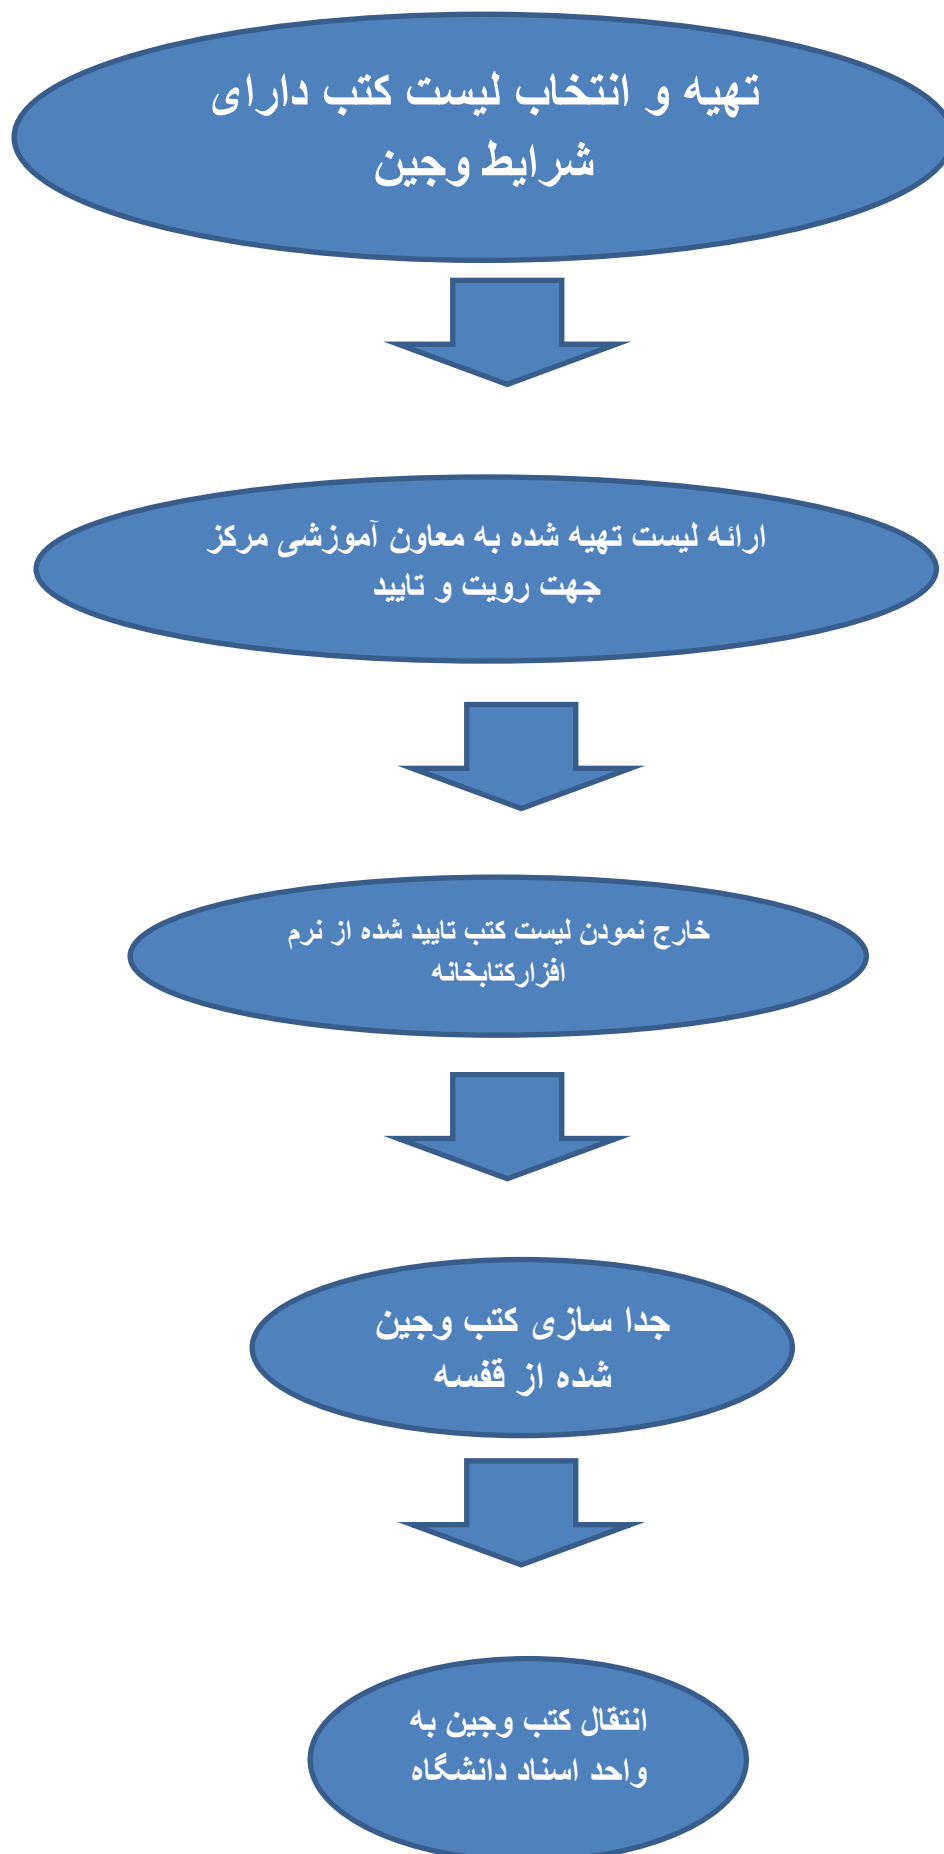 تهیه و انتخاب لیست کتب دارای
شرایط وجین
ارائه لیست تهیه شده به معاون آموزشی مرکز
جهت رویت و تایید
خارج نمودن لیست کتب تایید شده از نرم
افزارکتابخانه
جدا سازی کتب وجین
شده از قفسه
انتقال کتب وجین به
واحد اسناد دانشگاه